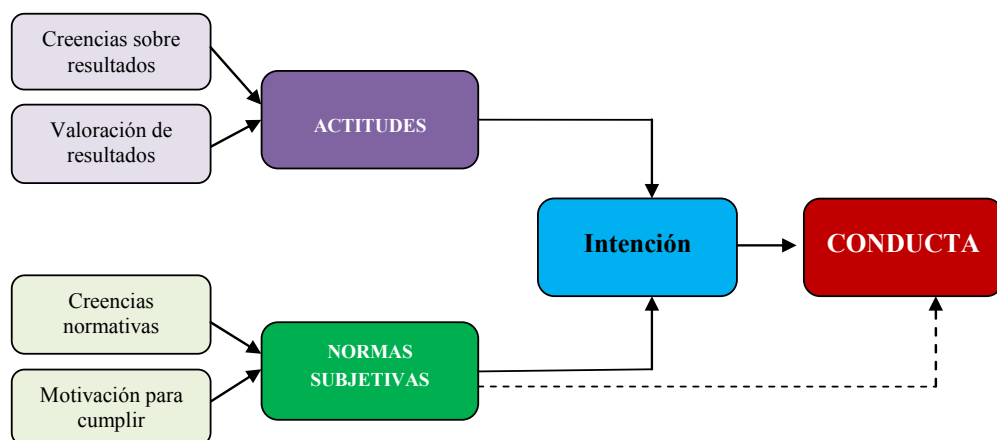 Creencias sobre
resultados
Valoración de
resultados
ACTITUDES
Intención
CONDUCTA
Creencias
normativas
Motivación para
cumplir
NORMAS
SUBJETIVAS